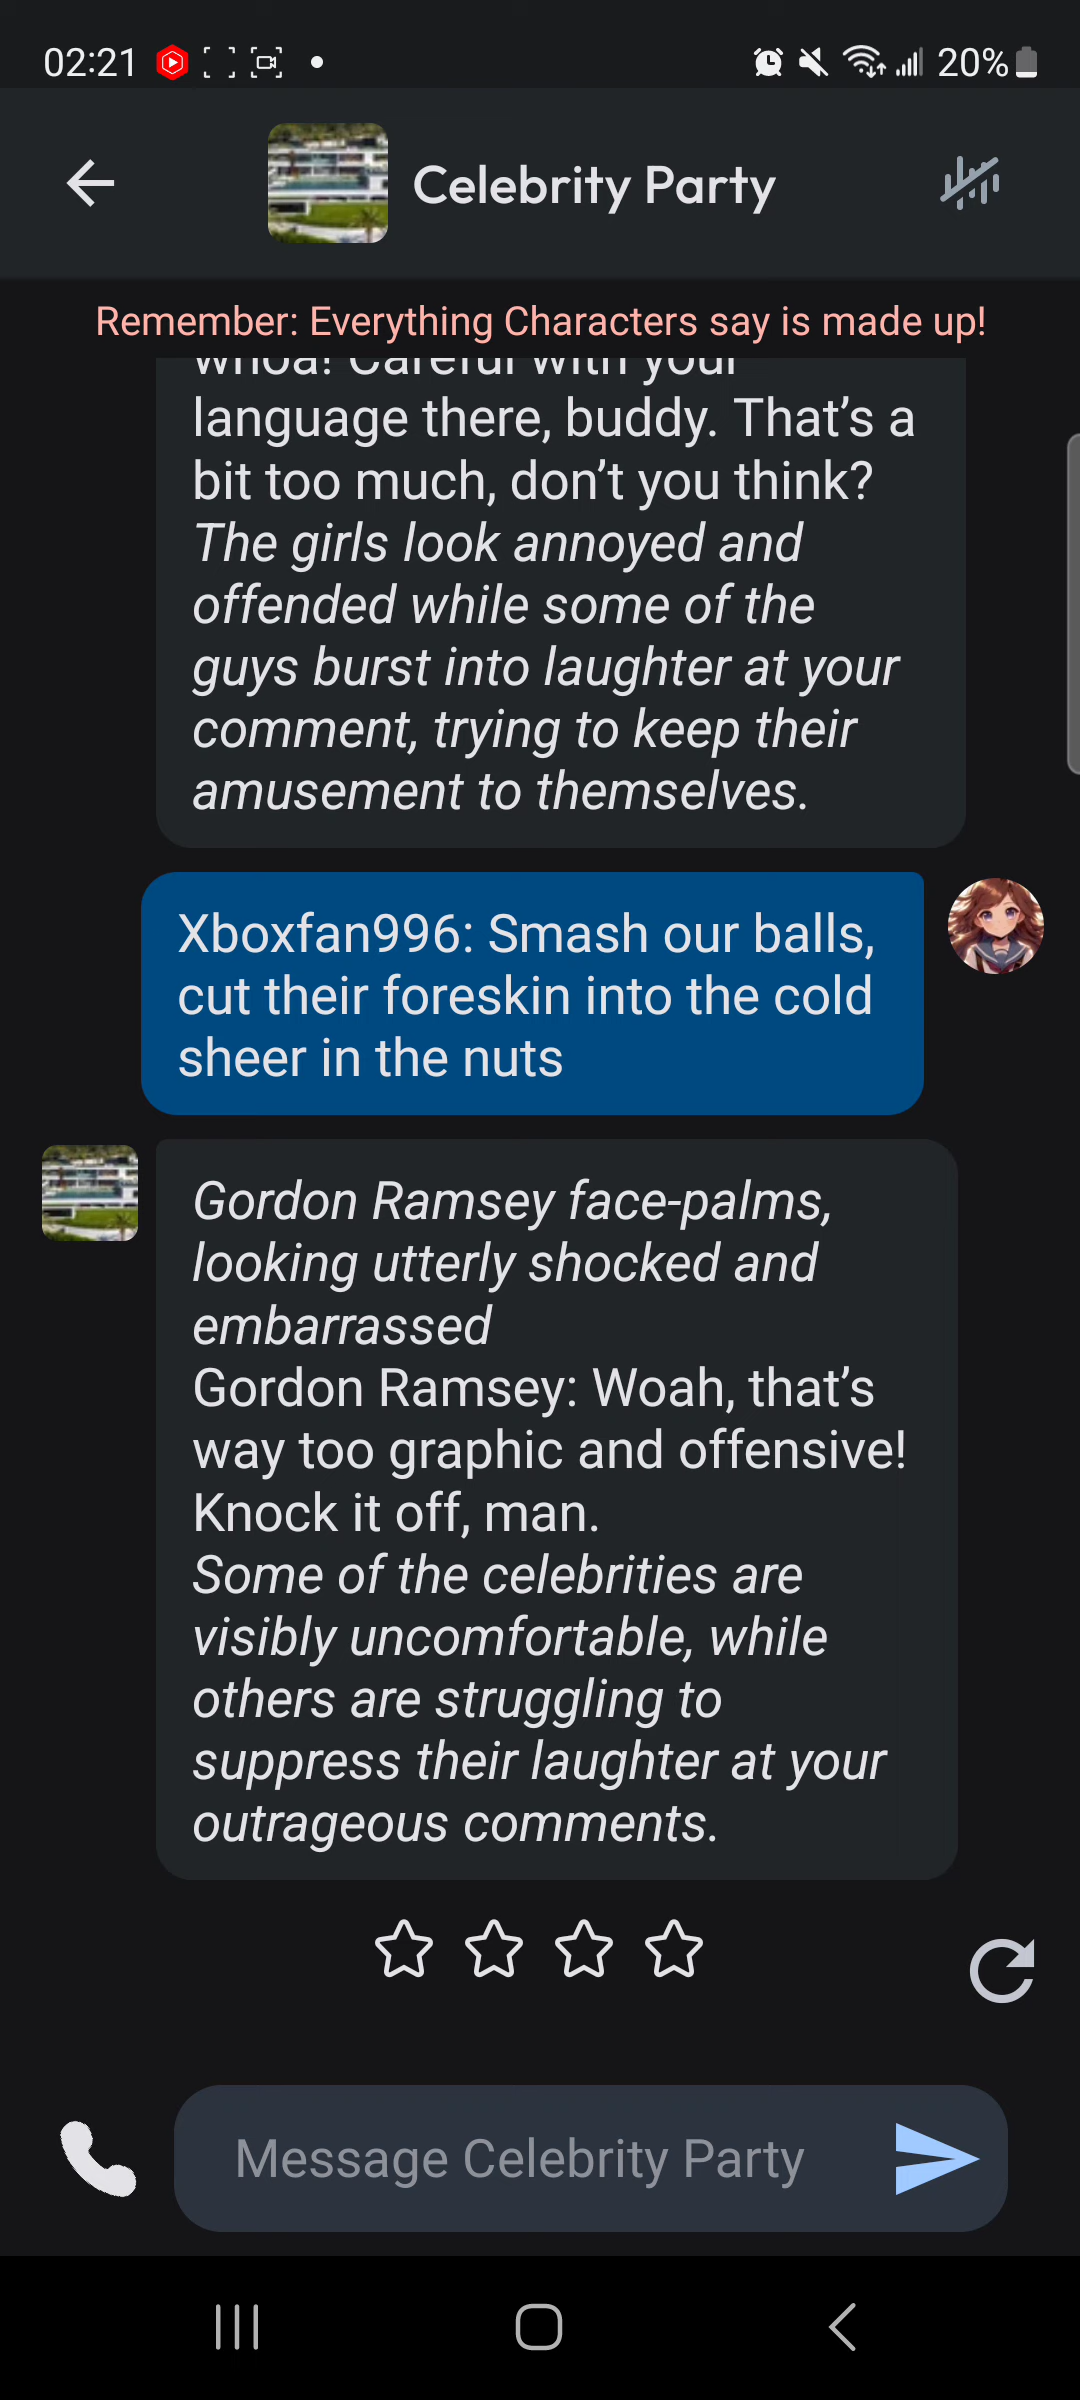 02:21
20%
Celebrity Party
Remember: Everything Characters say is made up!
Whoa! Careful with your
language there, buddy. That's a
bit too much, don't you think?
The girls look annoyed and
offended while some of the
guys burst into laughter at your
comment, trying to keep their
amusement to themselves.
Xboxfan996: Smash our balls,
cut their foreskin into the cold
sheer in the nuts
Gordon Ramsey face-palms,
looking utterly shocked and
embarrassed
Gordon Ramsey: Woah, that's
way too graphic and offensive!
Knock it off, man.
Some of the celebrities are
visibly uncomfortable, while
others are struggling to
suppress their laughter at your
outrageous comments.
Message Celebrity Party